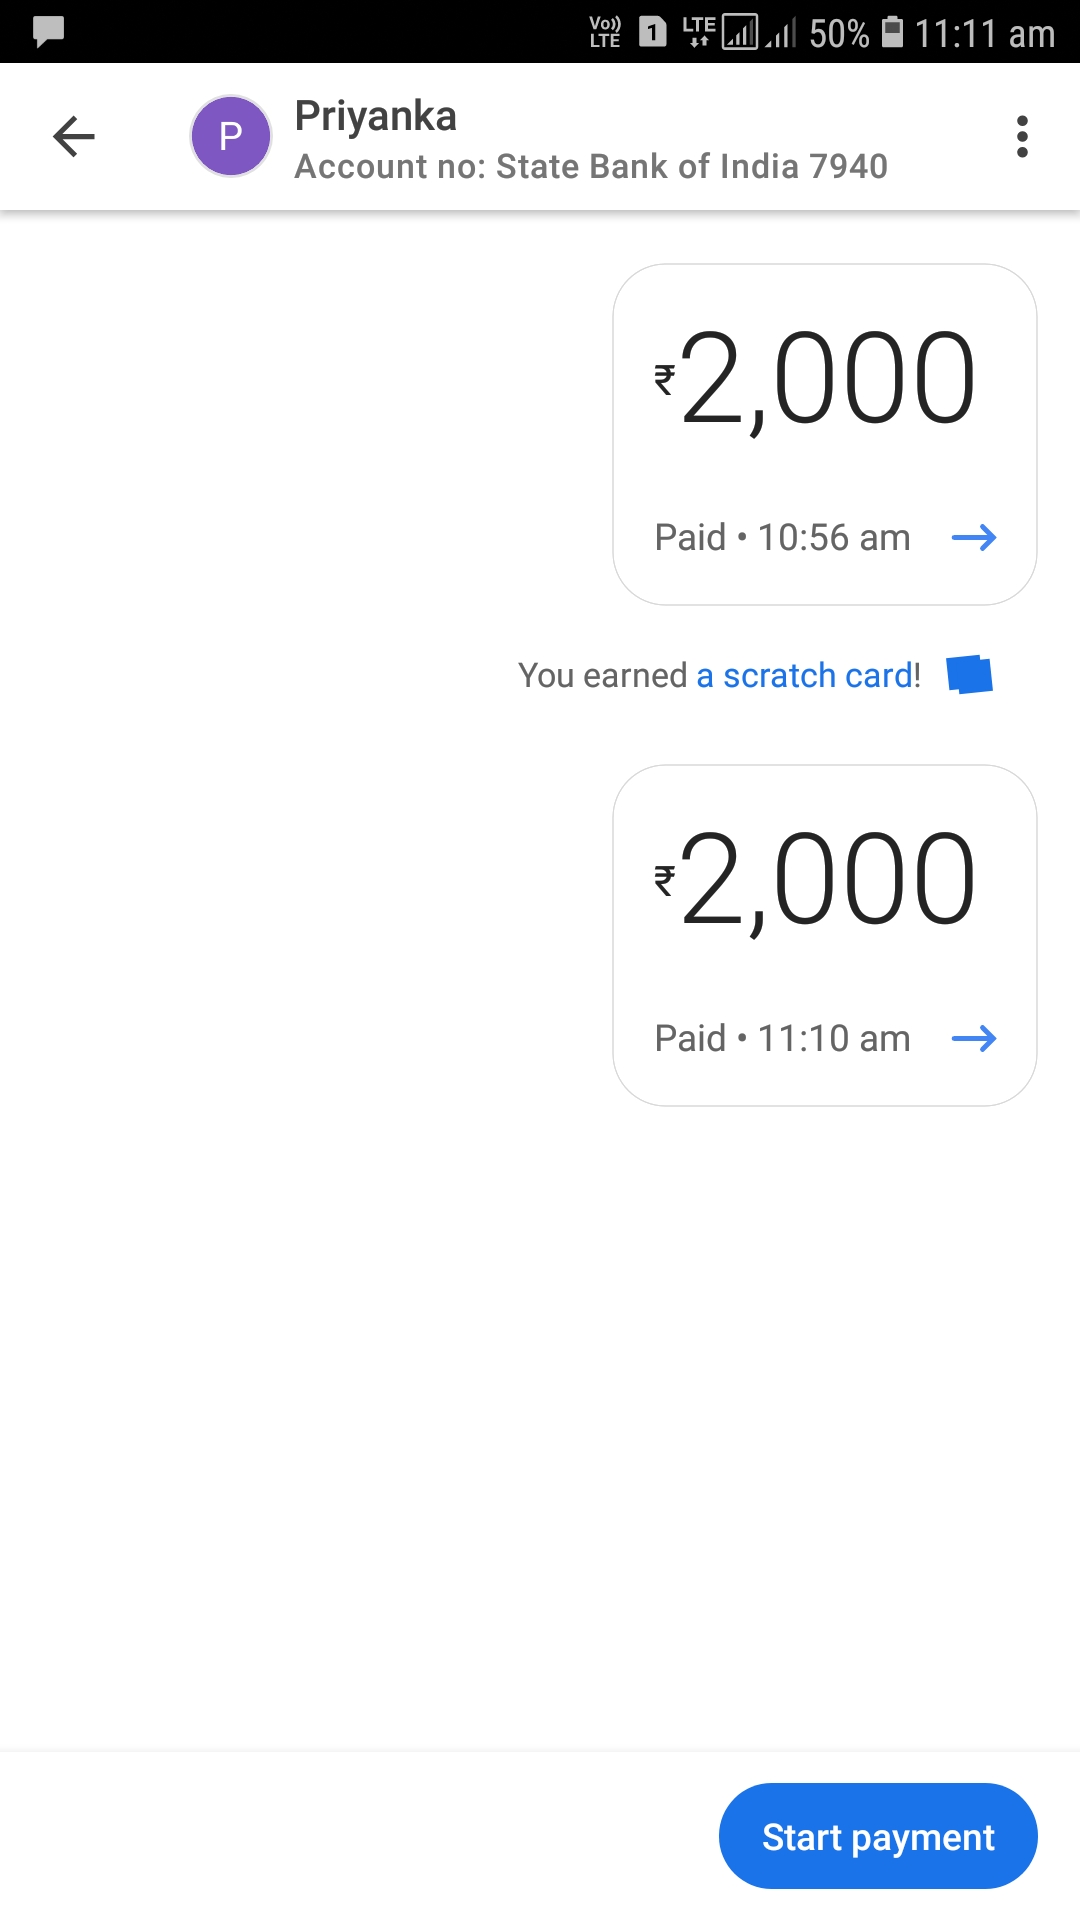 Vo)) LTE 1 LTE 50% 11:11 am
P
Priyanka
Account no: State Bank of India 7940
₹2,000
Paid • 10:56 am
You earned a scratch card!
₹2,000
Paid • 11:10 am
Start payment